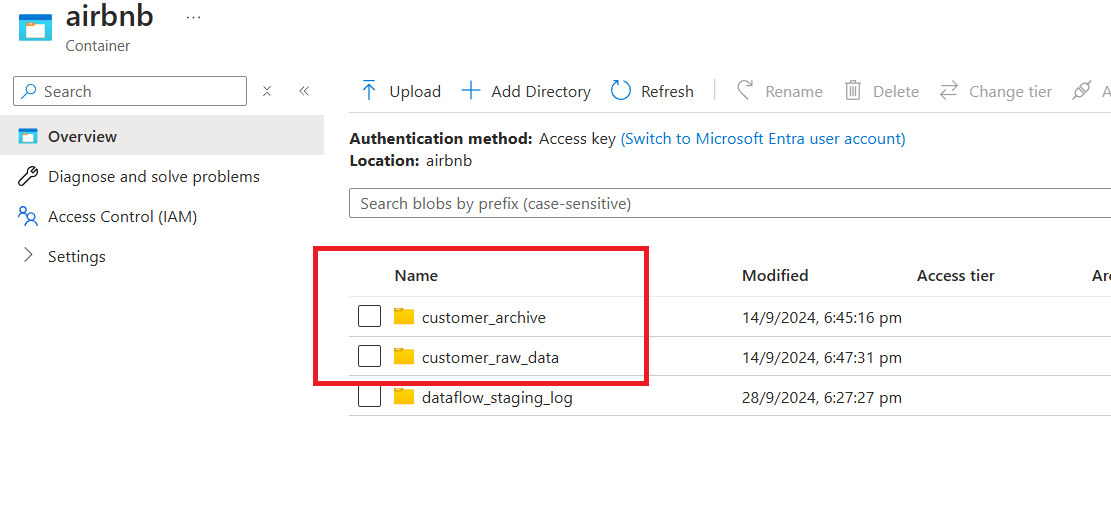 airbnb ...
Container
Search
Overview
Diagnose and solve problems
Access Control (IAM)
Settings
Upload Add Directory Refresh Rename Delete Change tier A
Authentication method: Access key (Switch to Microsoft Entra user account)
Location: airbnb
Search blobs by prefix (case-sensitive)
Name Modified Access tier Ar
customer_archive 14/9/2024, 6:45:16 pm
customer_raw_data 14/9/2024, 6:47:31 pm
dataflow_staging_log 28/9/2024, 6:27:27 pm